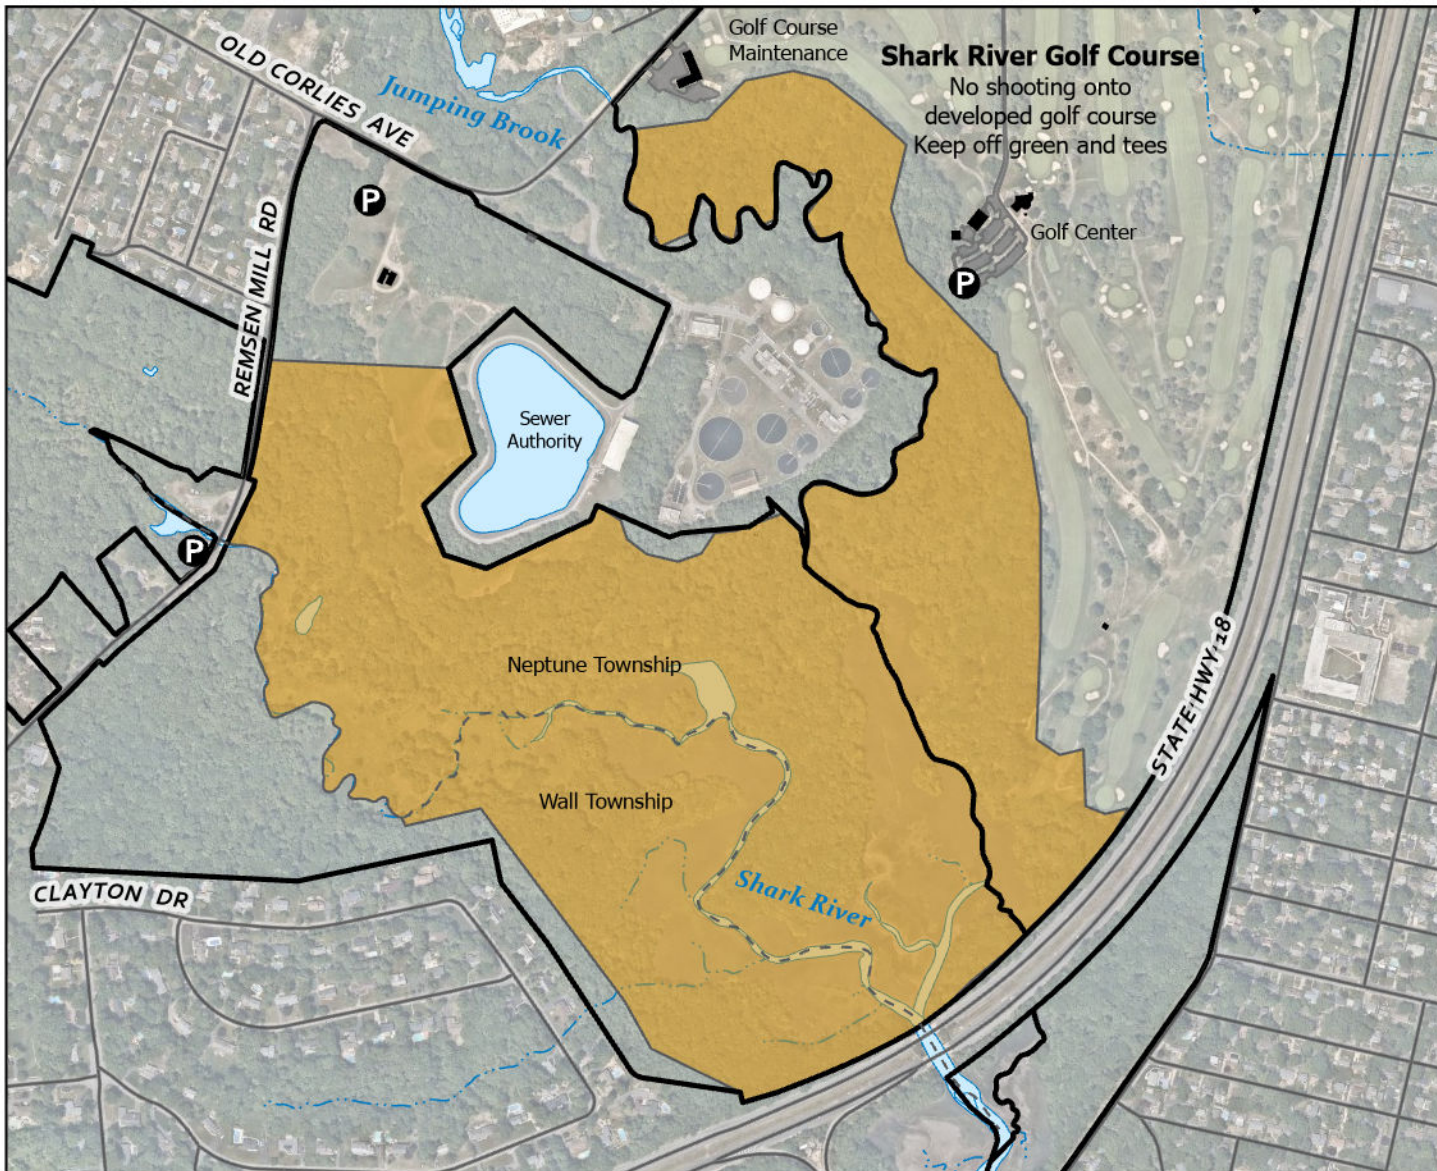 Golf Course
Maintenance
Shark River Golf Course
No shooting onto
developed golf course
Keep off green and tees
OLD CORLIES AVE
Jumping Brook
P
REMSEN MILL RD
Golf Center
P
Sewer
Authority
P
STATE HWY 18
Neptune Township
Wall Township
Shark River
CLAYTON DR